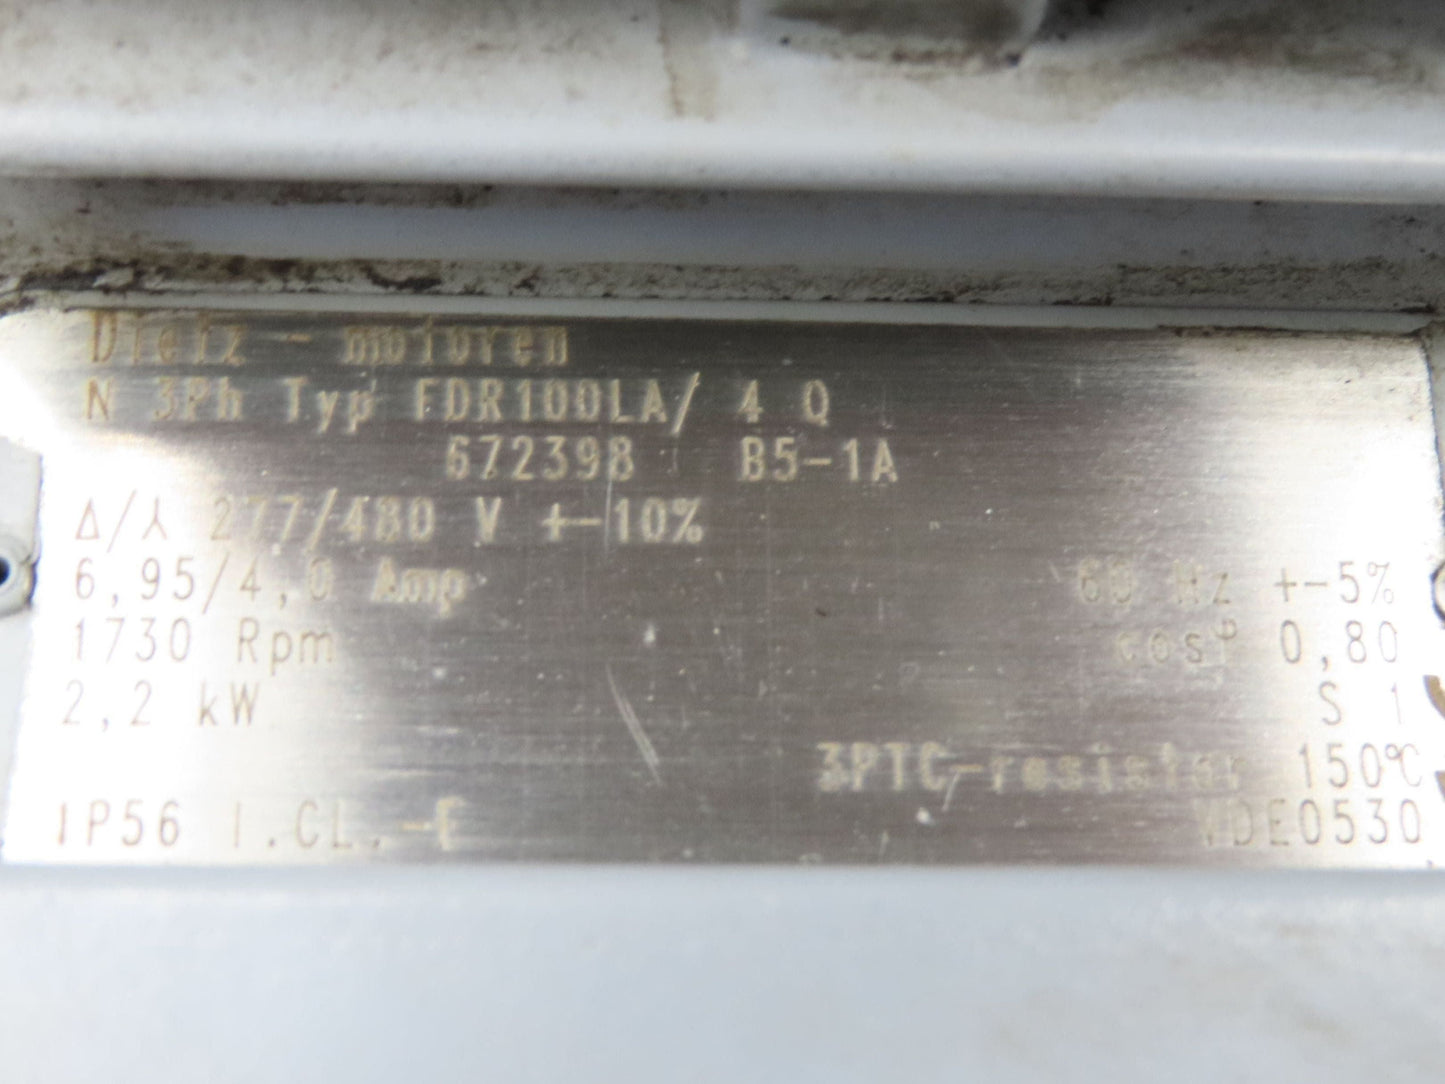 Dietz - motoren
N 3Ph Typ FDR100LA/ 4 Q
672398 B5-1A
Δ/⅄ 277/480 V +-10%
6,95/4,0 Amp 60 Hz +-5%
1730 Rpm cosφ 0,80
2,2 kW S 1
3PTC-resistor 150°C
IP56 I.CL.-F VDE0530